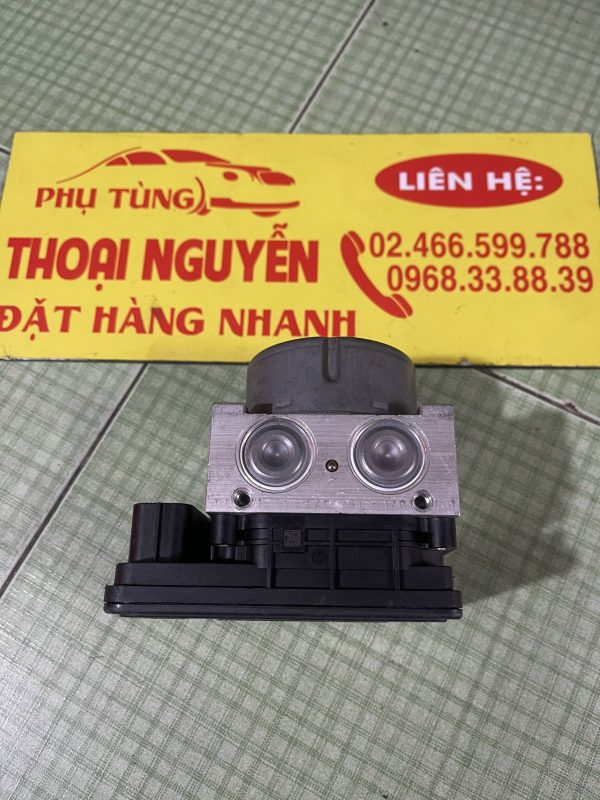 PHỤ TÙNG
THOẠI NGUYỄN
ĐẶT HÀNG NHANH
LIÊN HỆ:
02.466.599.788
0968.33.88.39